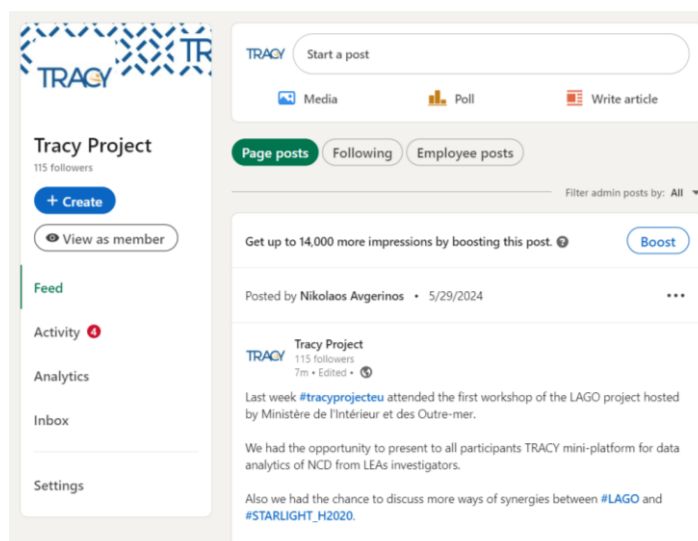 TR
TRACY
Tracy Project
115 followers
+ Create
View as member
Feed
Activity 4
Analytics
Inbox
Settings
TRACY Start a post
Media Poll Write article
Page posts Following Employee posts
Filter admin posts by: All
Get up to 14,000 more impressions by boosting this post. Boost
Posted by Nikolaos Avgerinos • 5/29/2024
TRACY
Tracy Project
115 followers
7m • Edited •
Last week #tracyprojecteu attended the first workshop of the LAGO project hosted
by Ministère de l'Intérieur et des Outre-mer.
We had the opportunity to present to all participants TRACY mini-platform for data
analytics of NCD from LEAs investigators.
Also we had the chance to discuss more ways of synergies between #LAGO and
#STARLIGHT_H2020.